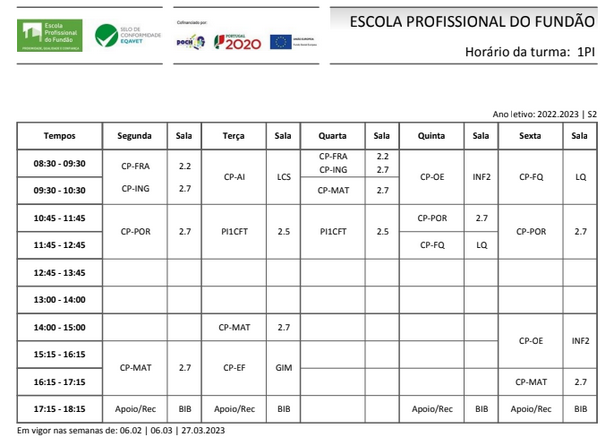 Escola
Profissional
do Fundão
SELO DE
CONFORMIDADE
EQAVET
Cofinanciado por:
POCH
PORTUGAL
2020
UNIÃO EUROPEIA
Fundo Social Europeu
ESCOLA PROFISSIONAL DO FUNDÃO
Horário da turma: 1PI
Ano letivo: 2022.2023 | S2
Tempos Segunda Sala Terça Sala Quarta Sala Quinta Sala Sexta Sala
08:30 - 09:30 CP-FRA 2.2 CP-AI LCS CP-FRA 2.2 CP-OE INF2 CP-FQ LQ
CP-ING 2.7
09:30 - 10:30 CP-ING 2.7 CP-MAT 2.7
10:45 - 11:45 CP-POR 2.7 PI1CFT 2.5 PI1CFT 2.5 CP-POR 2.7 CP-POR 2.7
11:45 - 12:45 CP-FQ LQ
12:45 - 13:45
13:00 - 14:00
14:00 - 15:00 CP-MAT 2.7
15:15 - 16:15 CP-MAT 2.7 CP-EF GIM CP-OE INF2
16:15 - 17:15 CP-MAT 2.7
17:15 - 18:15 Apoio/Rec BIB Apoio/Rec BIB Apoio/Rec BIB Apoio/Rec BIB
Em vigor nas semanas de: 06.02 | 06.03 | 27.03.2023